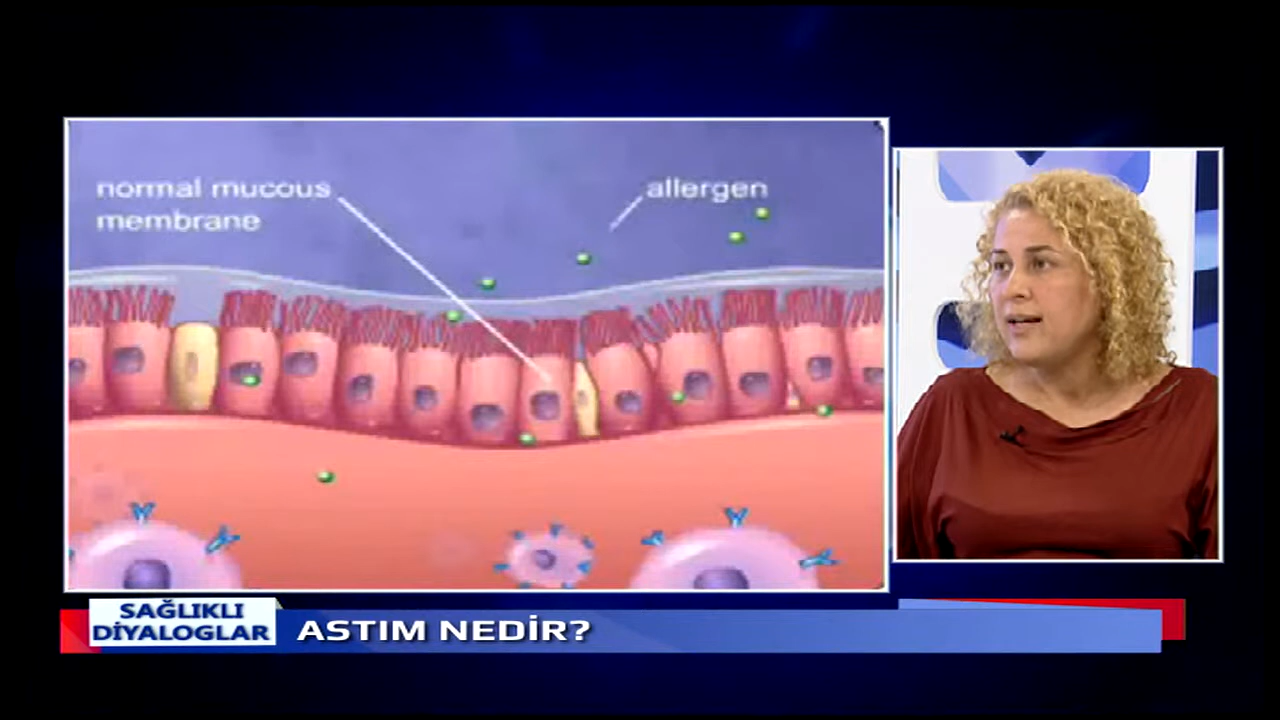 normal mucous
membrane
allergen
SAĞLIKLI
DİYALOGLAR
ASTIM NEDİR?